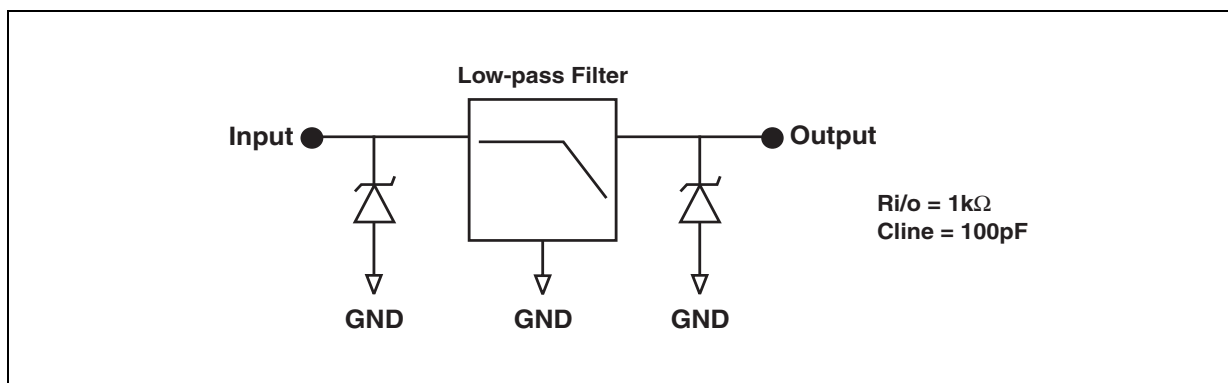 Low-pass Filter
Input
Output
Ri/o = 1kΩ
Cline = 100pF
GND
GND
GND